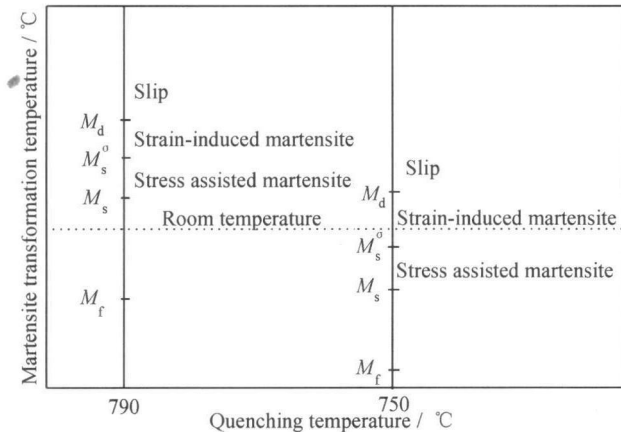 Martensite transformation temperature / ℃
Slip
M_d
Strain-induced martensite
M_s^σ
Stress assisted martensite
M_s
Room temperature
M_f
790
Slip
M_d
Strain-induced martensite
M_s^σ
Stress assisted martensite
M_s
M_f
750
Quenching temperature / ℃